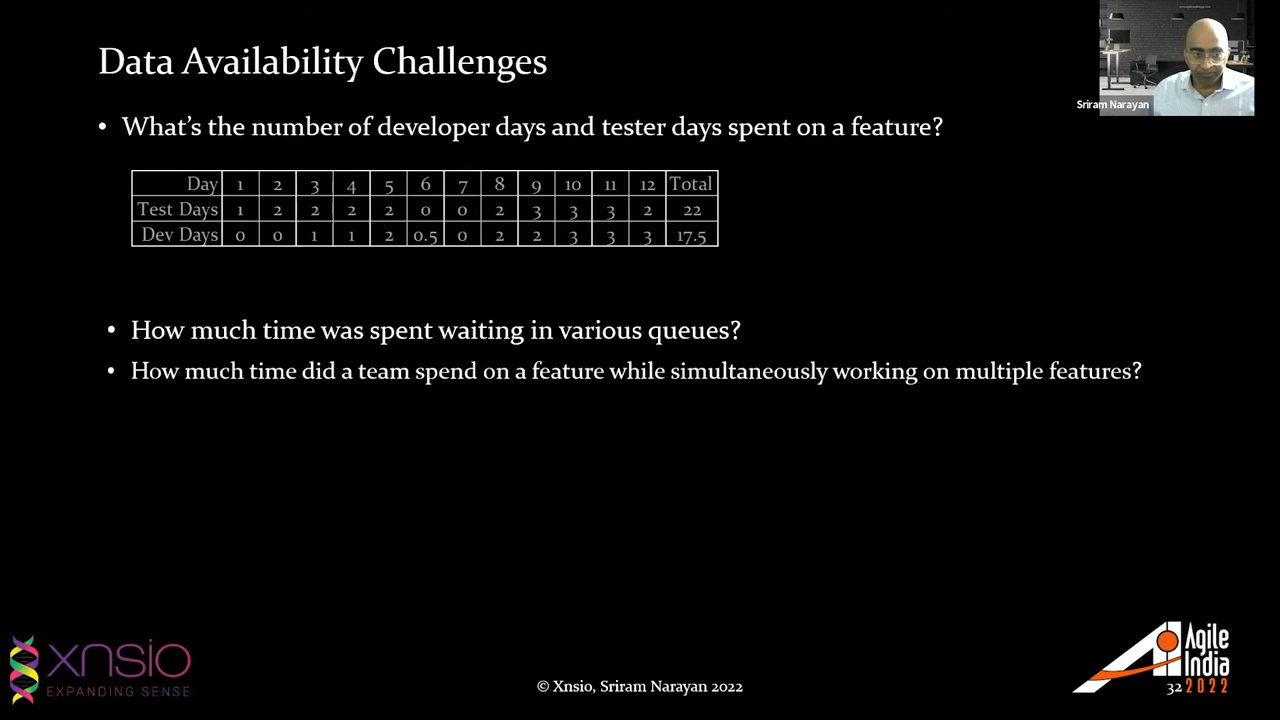 Data Availability Challenges
Sriram Narayan
• What's the number of developer days and tester days spent on a feature?
Day 1 2 3 4 5 6 7 8 9 10 11 12 Total
Test Days 1 2 2 2 2 0 0 2 3 3 3 2 22
Dev Days 0 0 1 1 2 0.5 0 2 2 3 3 3 17.5
• How much time was spent waiting in various queues?
• How much time did a team spend on a feature while simultaneously working on multiple features?
xnsio
EXPANDING SENSE
© Xnsio, Sriram Narayan 2022
Agile
India
32 2022